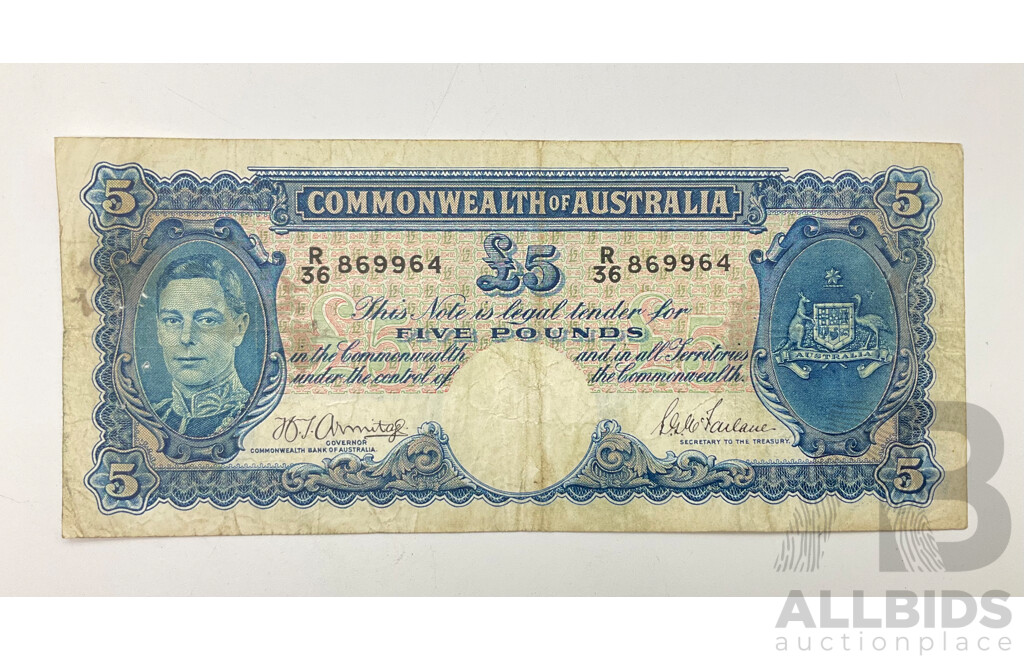 5 5
COMMONWEALTH OF AUSTRALIA
R 36 869964 £5 R 36 869964
This Note is legal tender for
FIVE POUNDS
in the Commonwealth and in all Territories
under the control of the Commonwealth.
AUSTRALIA
H.T. Armitage S.G. McFarlane
GOVERNOR SECRETARY TO THE TREASURY.
COMMONWEALTH BANK OF AUSTRALIA.
5 5
B
ALLBIDS
auctionplace